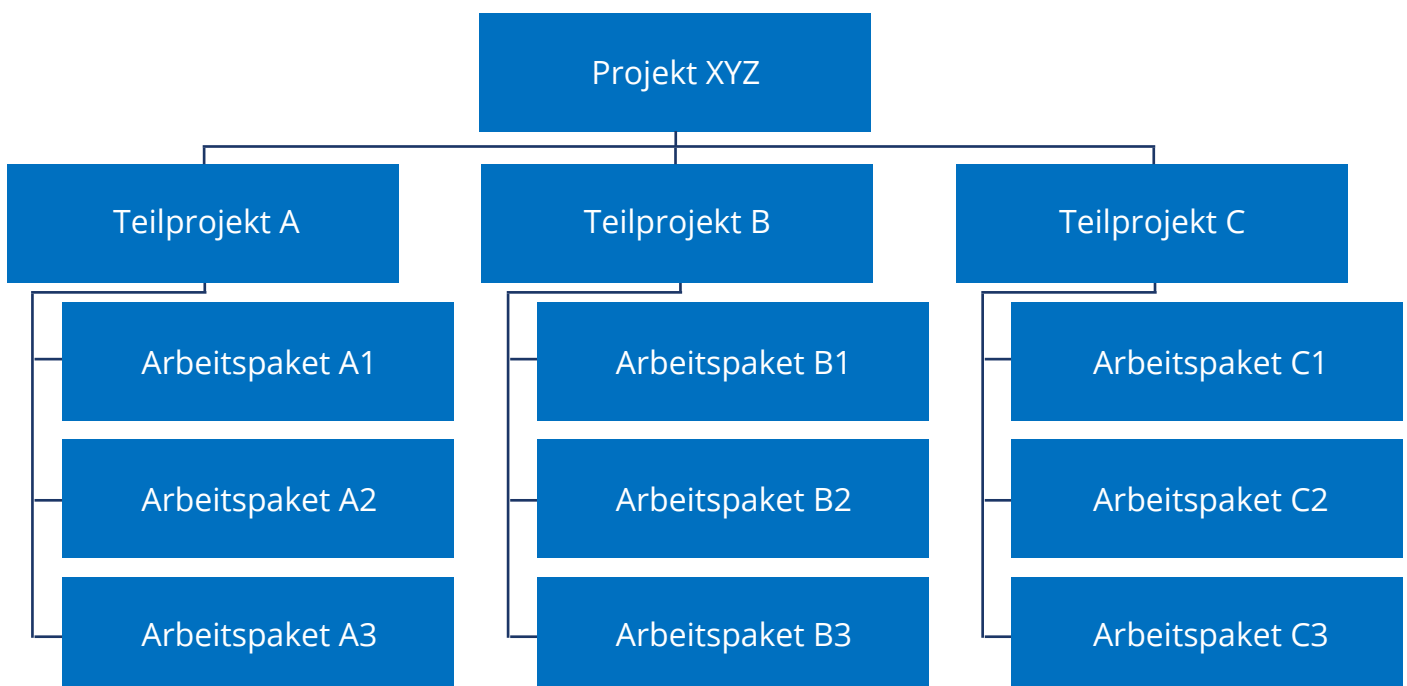 Projekt XYZ
Teilprojekt A
Teilprojekt B
Teilprojekt C
Arbeitspaket A1
Arbeitspaket B1
Arbeitspaket C1
Arbeitspaket A2
Arbeitspaket B2
Arbeitspaket C2
Arbeitspaket A3
Arbeitspaket B3
Arbeitspaket C3